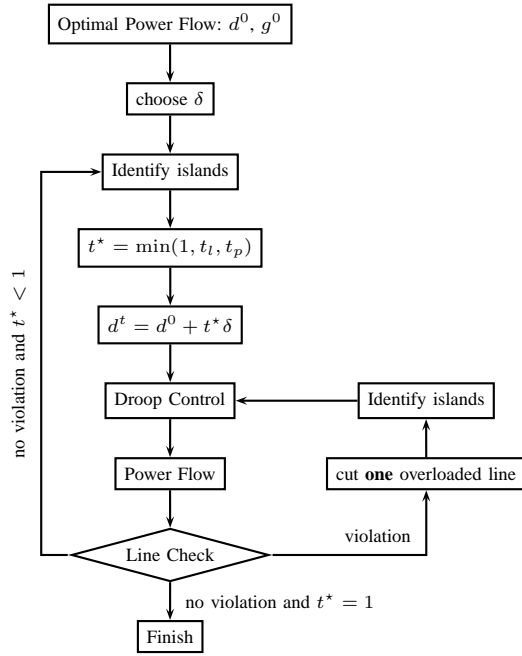 Optimal Power Flow: d⁰, g⁰
choose δ
Identify islands
t⋆ = min(1, t_l, t_p)
d^t = d⁰ + t⋆δ
Droop Control
Identify islands
Power Flow
cut one overloaded line
Line Check
violation
no violation and t⋆ < 1
no violation and t⋆ = 1
Finish